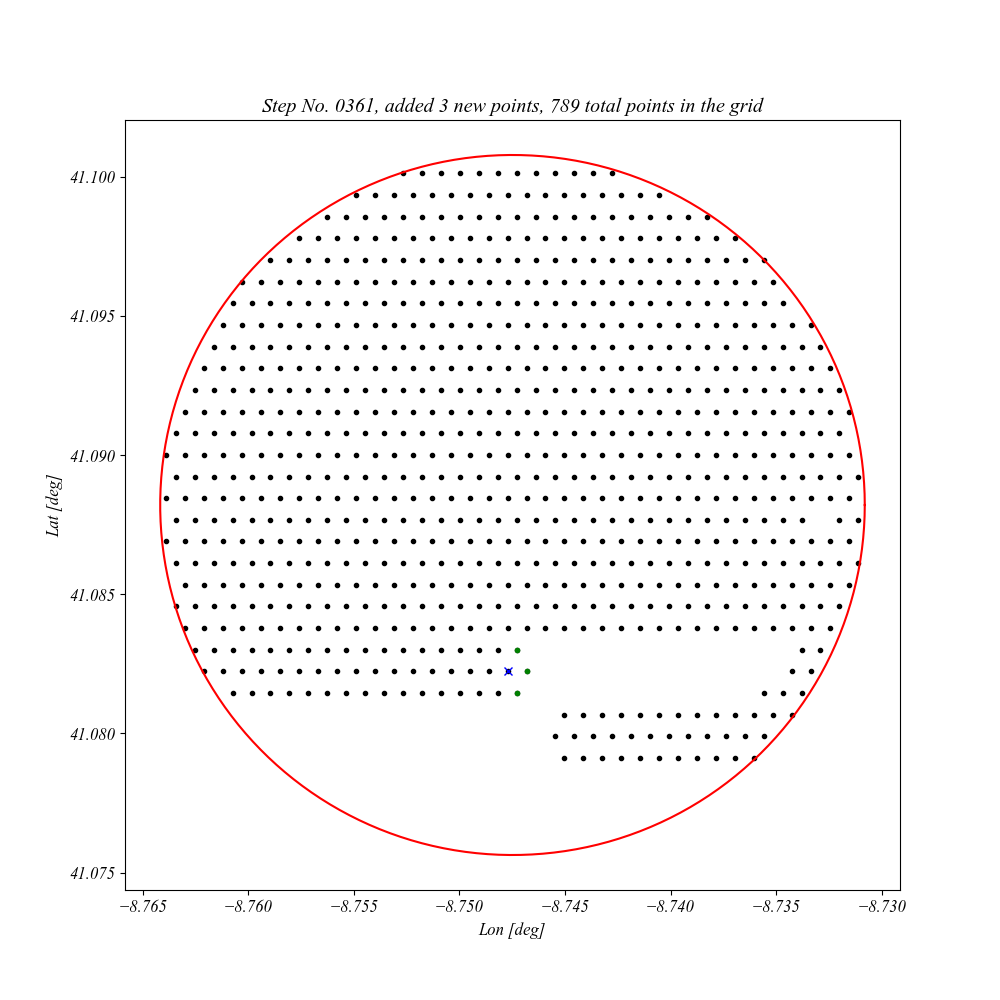 Step No. 0361, added 3 new points, 789 total points in the grid
41.100
41.095
41.090
41.085
41.080
41.075
Lat [deg]
−8.765 −8.760 −8.755 −8.750 −8.745 −8.740 −8.735 −8.730
Lon [deg]